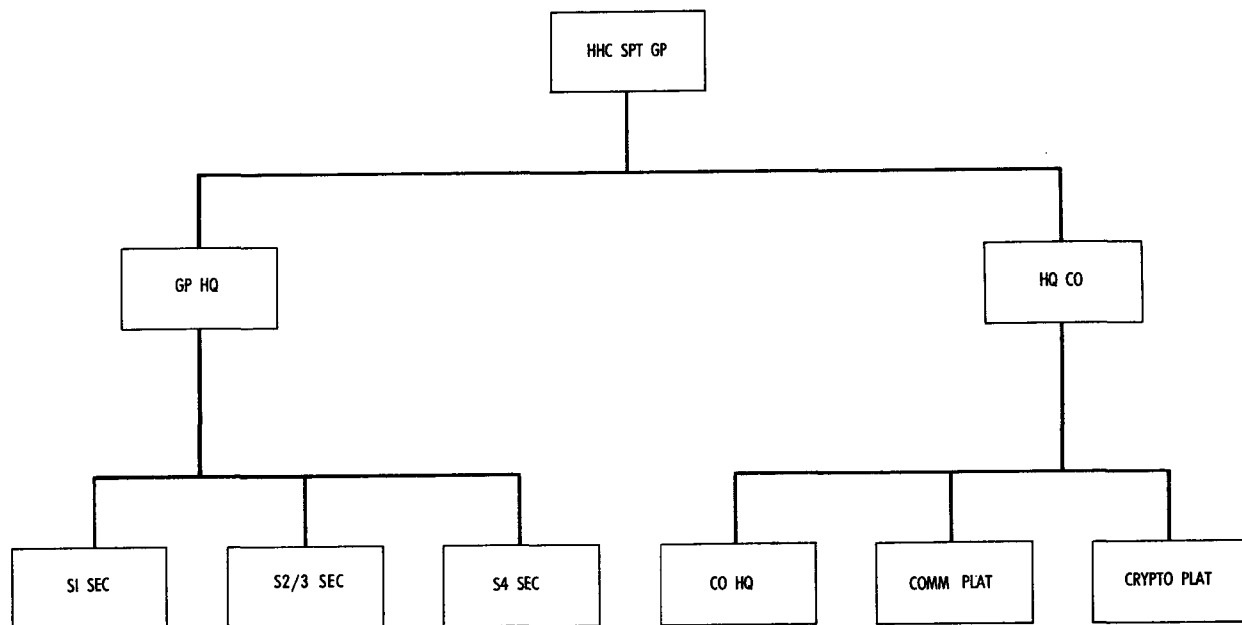 HHC SPT GP
GP HQ
HQ CO
S1 SEC
S2/3 SEC
S4 SEC
CO HQ
COMM PLAT
CRYPTO PLAT